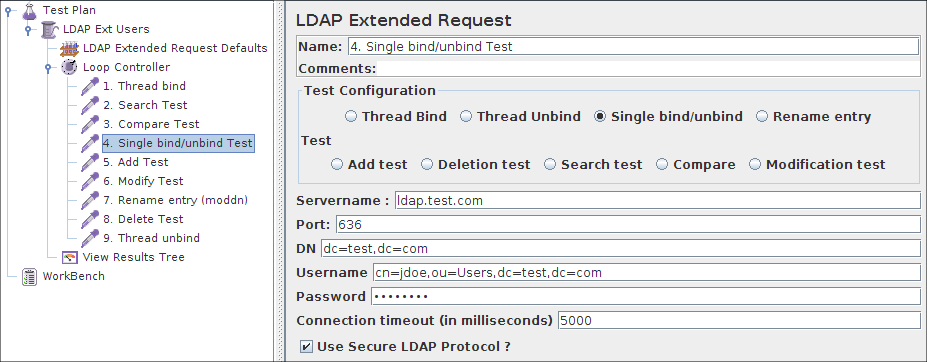 Test Plan
LDAP Ext Users
LDAP Extended Request Defaults
Loop Controller
1. Thread bind
2. Search Test
3. Compare Test
4. Single bind/unbind Test
5. Add Test
6. Modify Test
7. Rename entry (moddn)
8. Delete Test
9. Thread unbind
View Results Tree
WorkBench
LDAP Extended Request
Name: 4. Single bind/unbind Test
Comments:
Test Configuration
Thread Bind Thread Unbind Single bind/unbind Rename entry
Test
Add test Deletion test Search test Compare Modification test
Servername : ldap.test.com
Port: 636
DN dc=test,dc=com
Username cn=jdoe,ou=Users,dc=test,dc=com
Password ••••••••
Connection timeout (in milliseconds) 5000
Use Secure LDAP Protocol ?